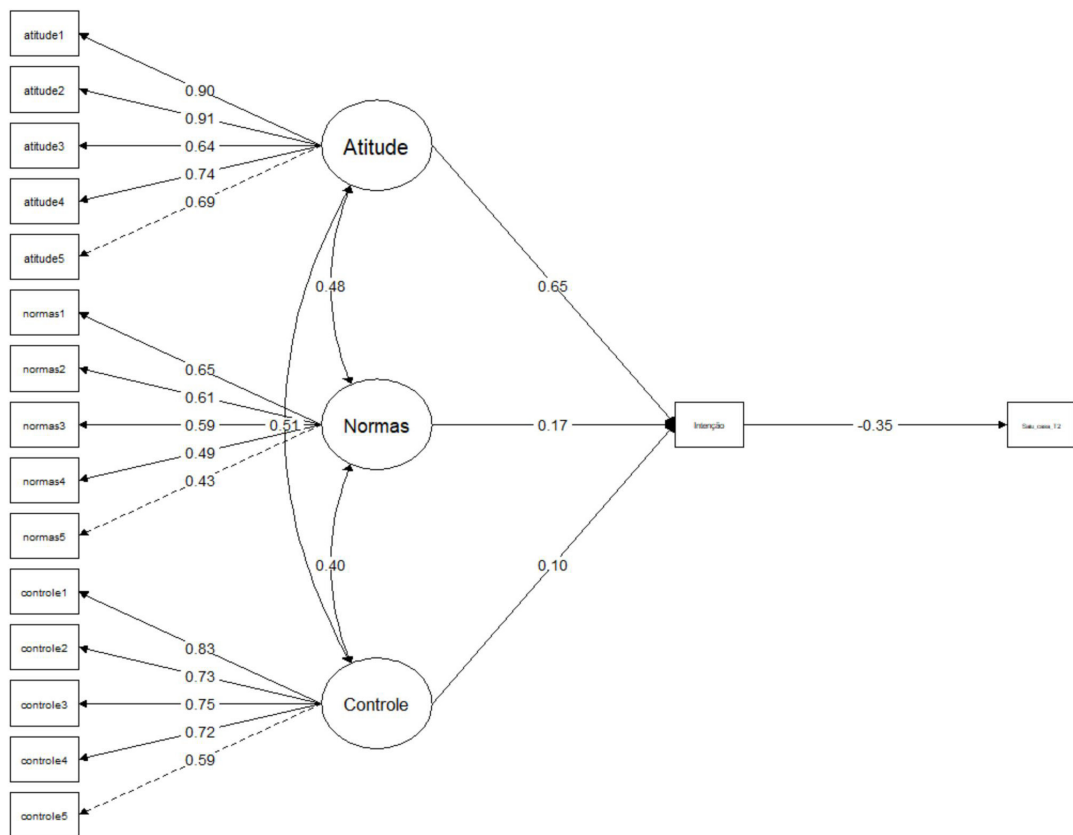 atitude1
atitude2
atitude3
atitude4
atitude5
normas1
normas2
normas3
normas4
normas5
controle1
controle2
controle3
controle4
controle5
0.90
0.91
0.64
0.74
0.69
0.65
0.61
0.59
0.49
0.43
0.83
0.73
0.75
0.72
0.59
Atitude
Normas
Controle
0.48
0.51
0.40
0.65
0.17
0.10
Intenção
-0.35
Saiu_casa_T2